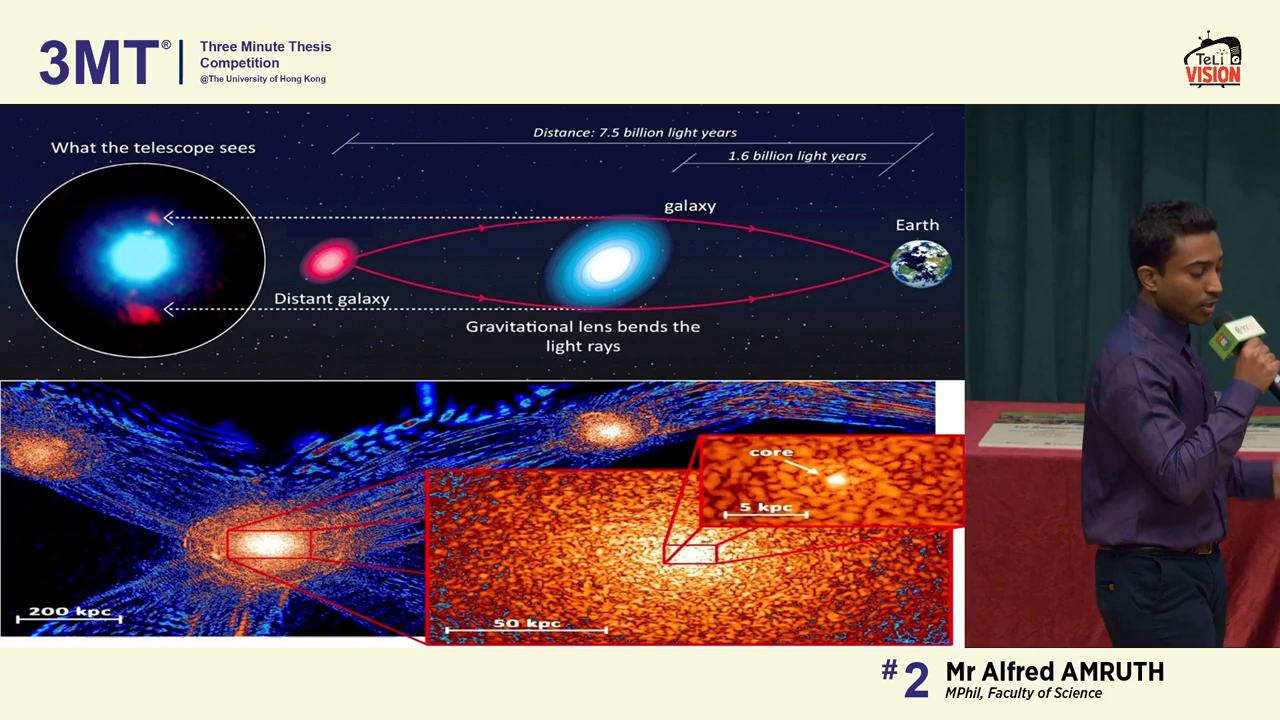 3MT®
Three Minute Thesis
Competition
@The University of Hong Kong
TeLi
VISION
What the telescope sees
Distance: 7.5 billion light years
1.6 billion light years
galaxy
Earth
Distant galaxy
Gravitational lens bends the
light rays
core
5 kpc
200 kpc
50 kpc
#2
Mr Alfred AMRUTH
MPhil, Faculty of Science